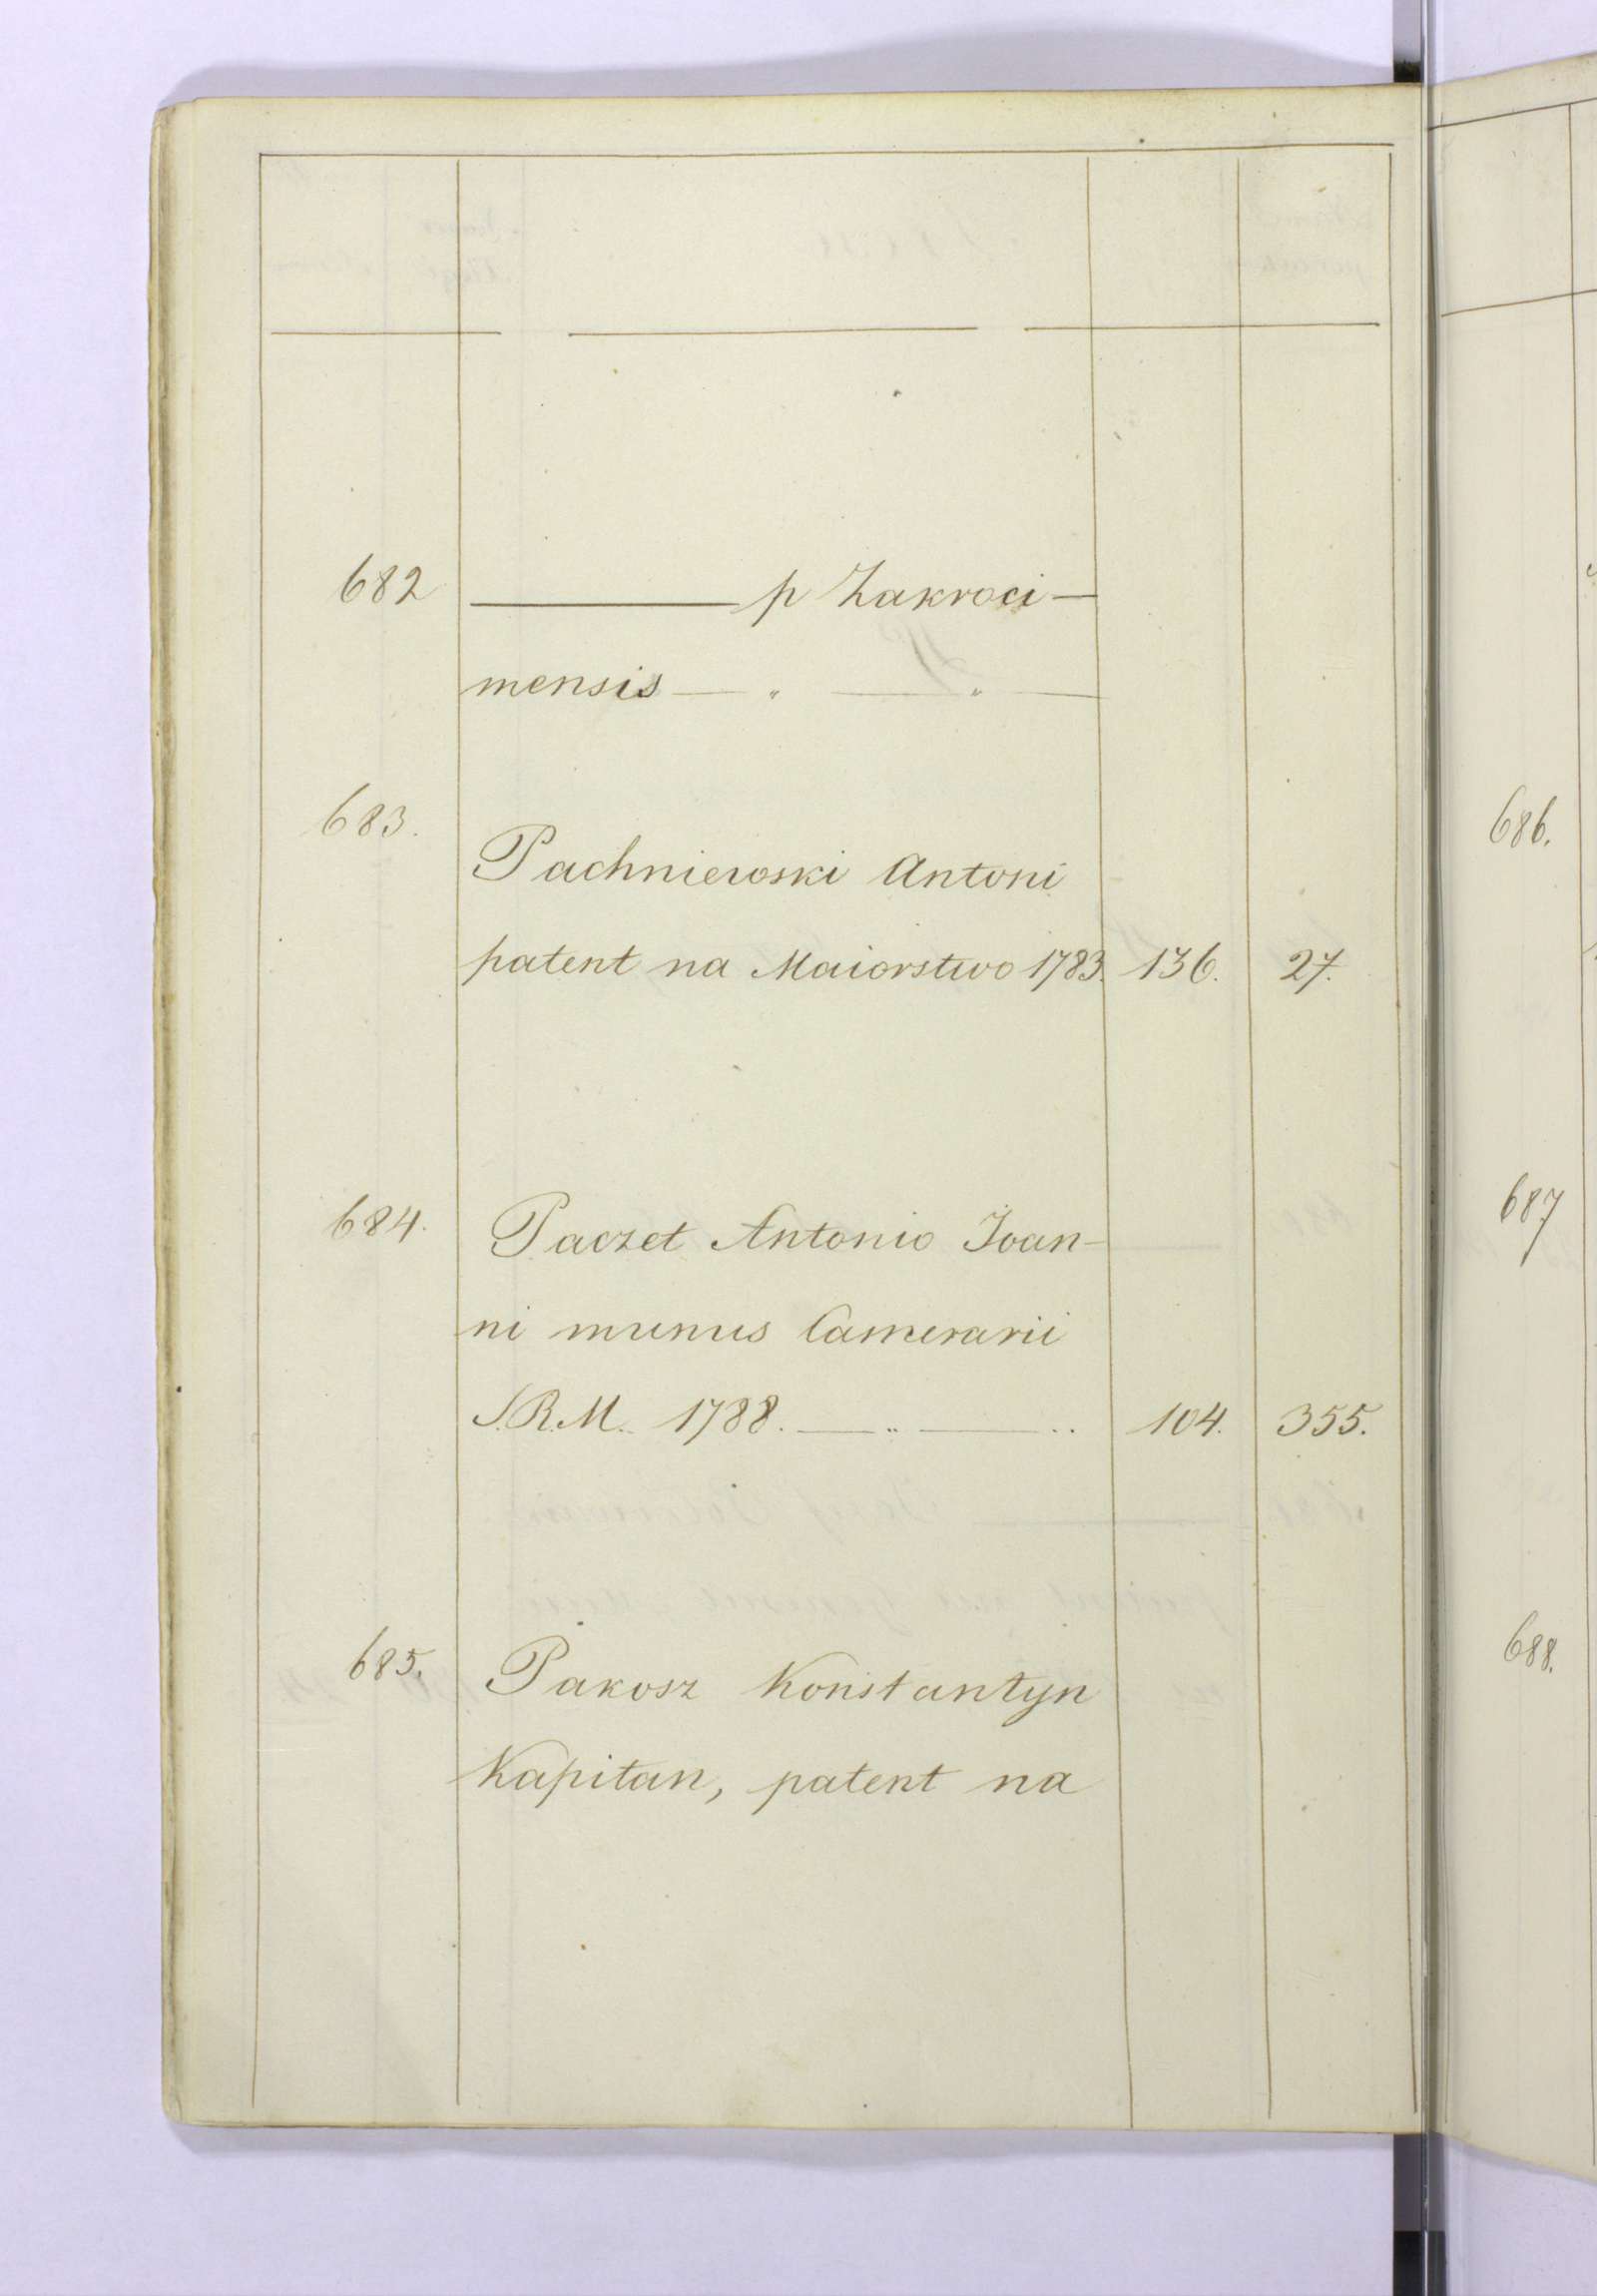 682 ——— p Zakroci—
mensis — " — " —
683.
Pachniewski Antoni
patent na Maiorstwo 1783. 136. 27.
684. Paczet Antonio Joan-
ni munus Camerarii
S.R.M. 1788. — " — " 104. 355.
685. Pakosz Konstantyn
Kapitan, patent na
686.
687
688.